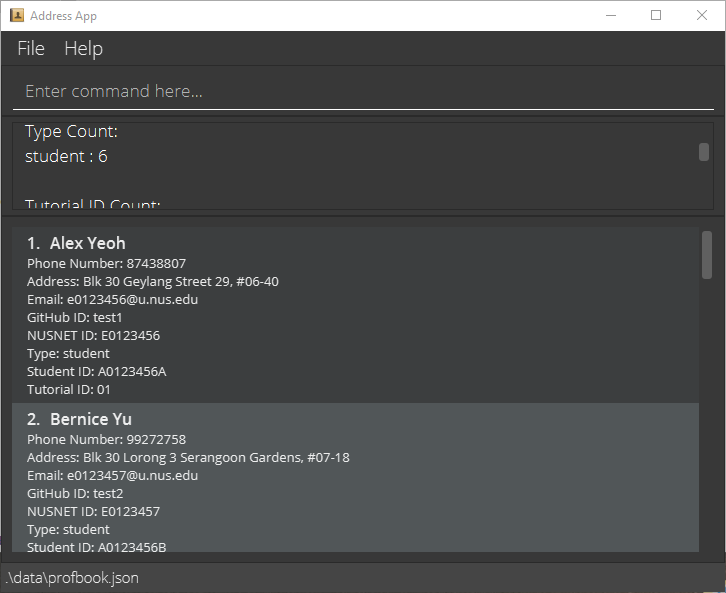 Address App
File Help
Enter command here...
Type Count:
student : 6
Tutorial ID Count:
1. Alex Yeoh
Phone Number: 87438807
Address: Blk 30 Geylang Street 29, #06-40
Email: e0123456@u.nus.edu
GitHub ID: test1
NUSNET ID: E0123456
Type: student
Student ID: A0123456A
Tutorial ID: 01
2. Bernice Yu
Phone Number: 99272758
Address: Blk 30 Lorong 3 Serangoon Gardens, #07-18
Email: e0123457@u.nus.edu
GitHub ID: test2
NUSNET ID: E0123457
Type: student
Student ID: A0123456B
.\data\profbook.json